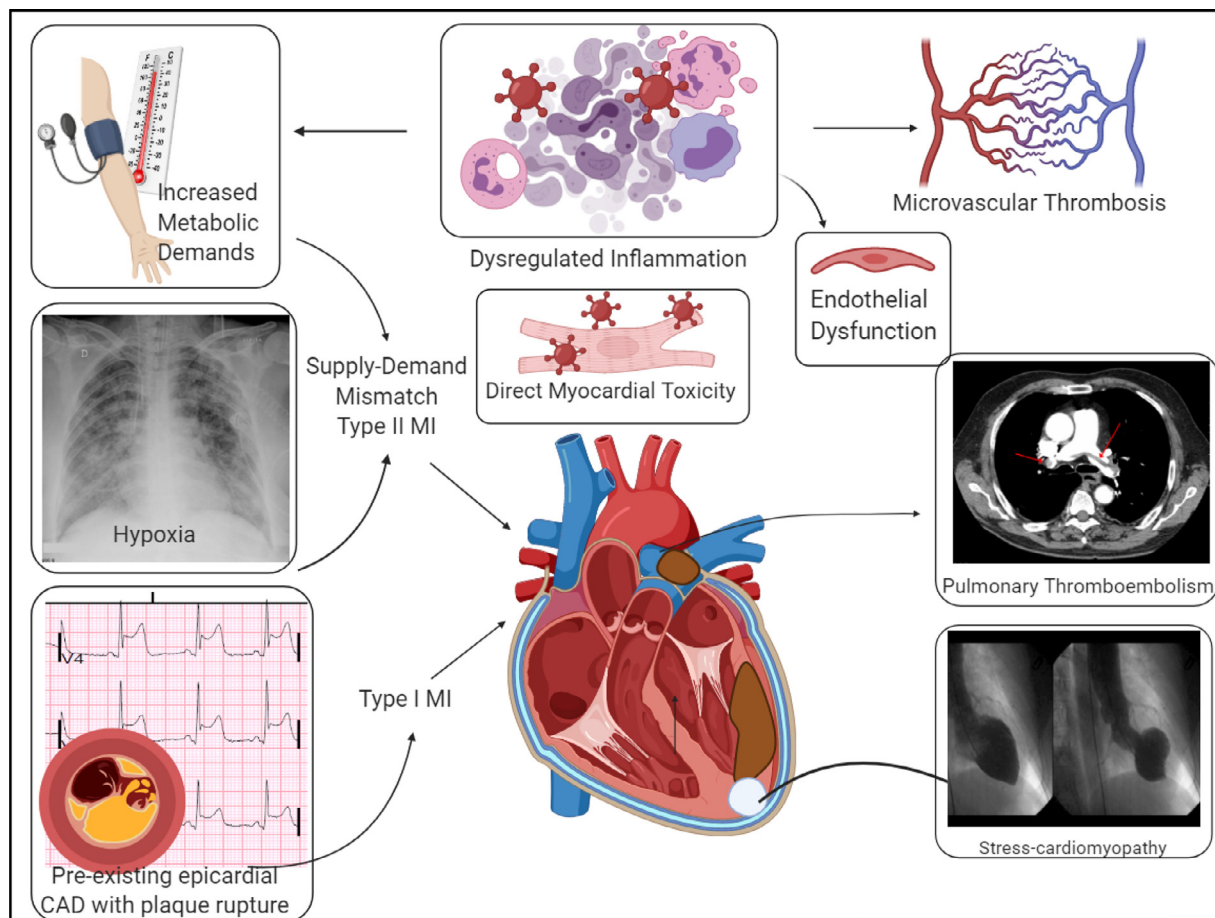 F C
Increased
Metabolic
Demands
Dysregulated Inflammation
Microvascular Thrombosis
Endothelial
Dysfunction
D
Hypoxia
Supply-Demand
Mismatch
Type II MI
Direct Myocardial Toxicity
Pulmonary Thromboembolism
V4
Type I MI
Pre-existing epicardial
CAD with plaque rupture
Stress-cardiomyopathy